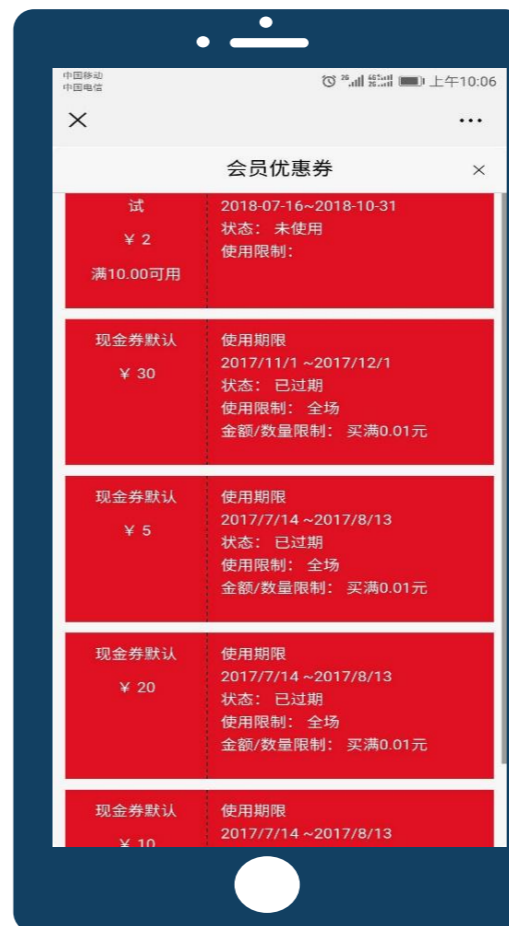 中国移动
中国电信
上午10:06
会员优惠券
试
¥ 2
满10.00可用
2018-07-16~2018-10-31
状态： 未使用
使用限制：
现金券默认
¥ 30
使用期限
2017/11/1 ~2017/12/1
状态： 已过期
使用限制： 全场
金额/数量限制： 买满0.01元
现金券默认
¥ 5
使用期限
2017/7/14 ~2017/8/13
状态： 已过期
使用限制： 全场
金额/数量限制： 买满0.01元
现金券默认
¥ 20
使用期限
2017/7/14 ~2017/8/13
状态： 已过期
使用限制： 全场
金额/数量限制： 买满0.01元
现金券默认
¥ 10
使用期限
2017/7/14 ~2017/8/13